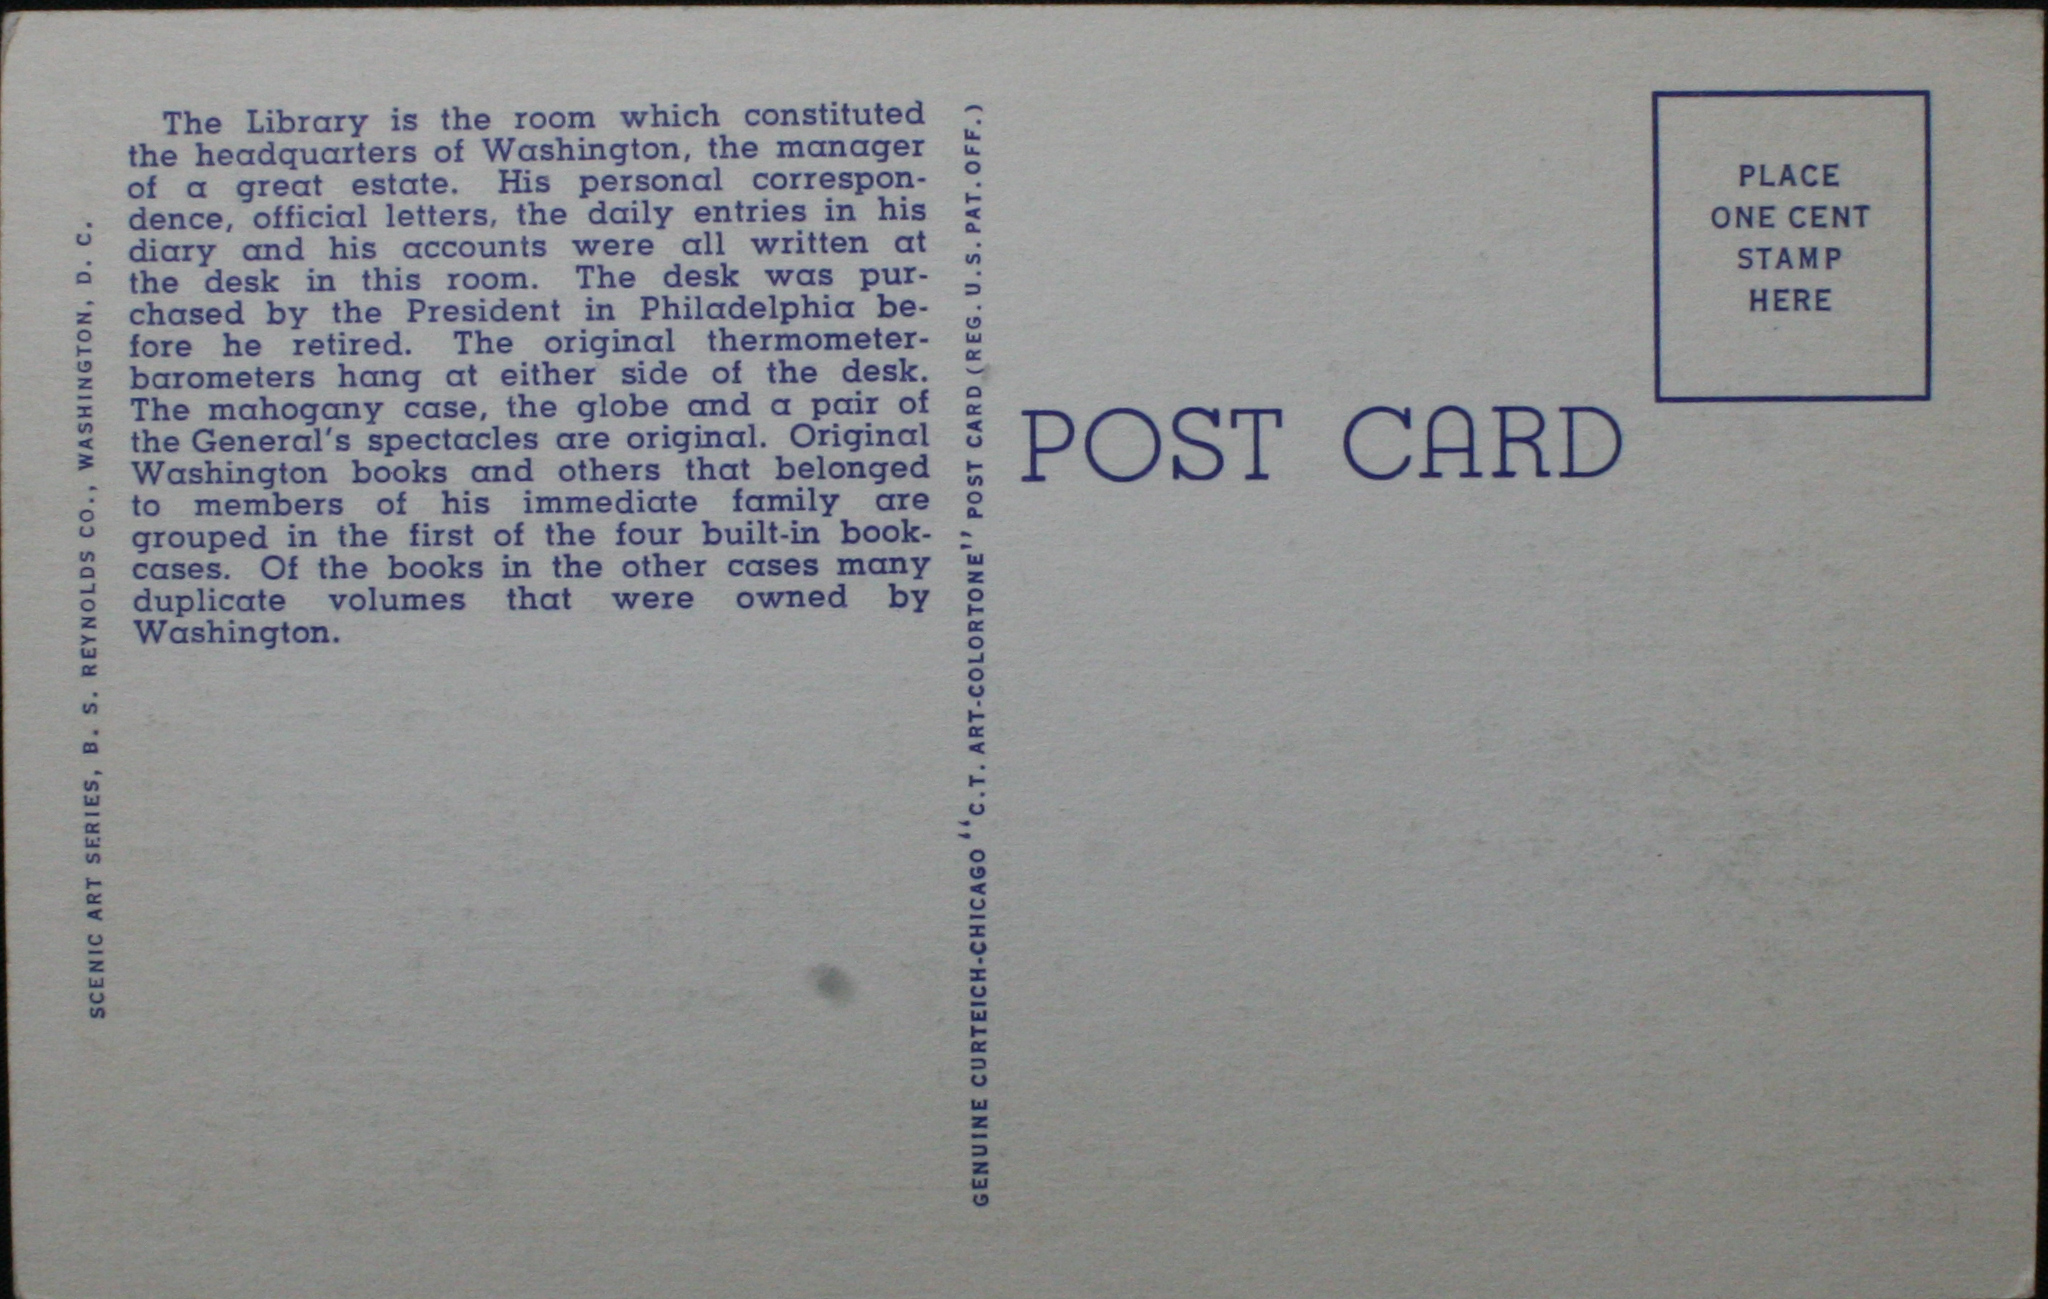 The Library is the room which constituted
the headquarters of Washington, the manager
of a great estate. His personal correspon-
dence, official letters, the daily entries in his
diary and his accounts were all written at
the desk in this room. The desk was pur-
chased by the President in Philadelphia be-
fore he retired. The original thermometer-
barometers hang at either side of the desk.
The mahogany case, the globe and a pair of
the General's spectacles are original. Original
Washington books and others that belonged
to members of his immediate family are
grouped in the first of the four built-in book-
cases. Of the books in the other cases many
duplicate volumes that were owned by
Washington.
SCENIC ART SERIES, B. S. REYNOLDS CO., WASHINGTON, D. C.
GENUINE CURTEICH-CHICAGO "C.T. ART-COLORTONE" POST CARD (REG. U.S. PAT. OFF.)
POST CARD
PLACE
ONE CENT
STAMP
HERE